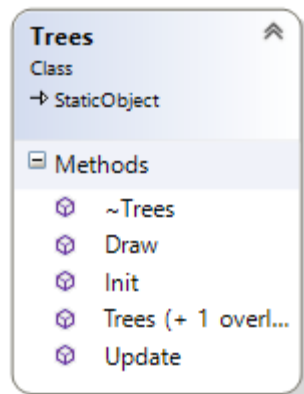 Trees
Class
StaticObject
Methods
~Trees
Draw
Init
Trees (+ 1 overl...
Update